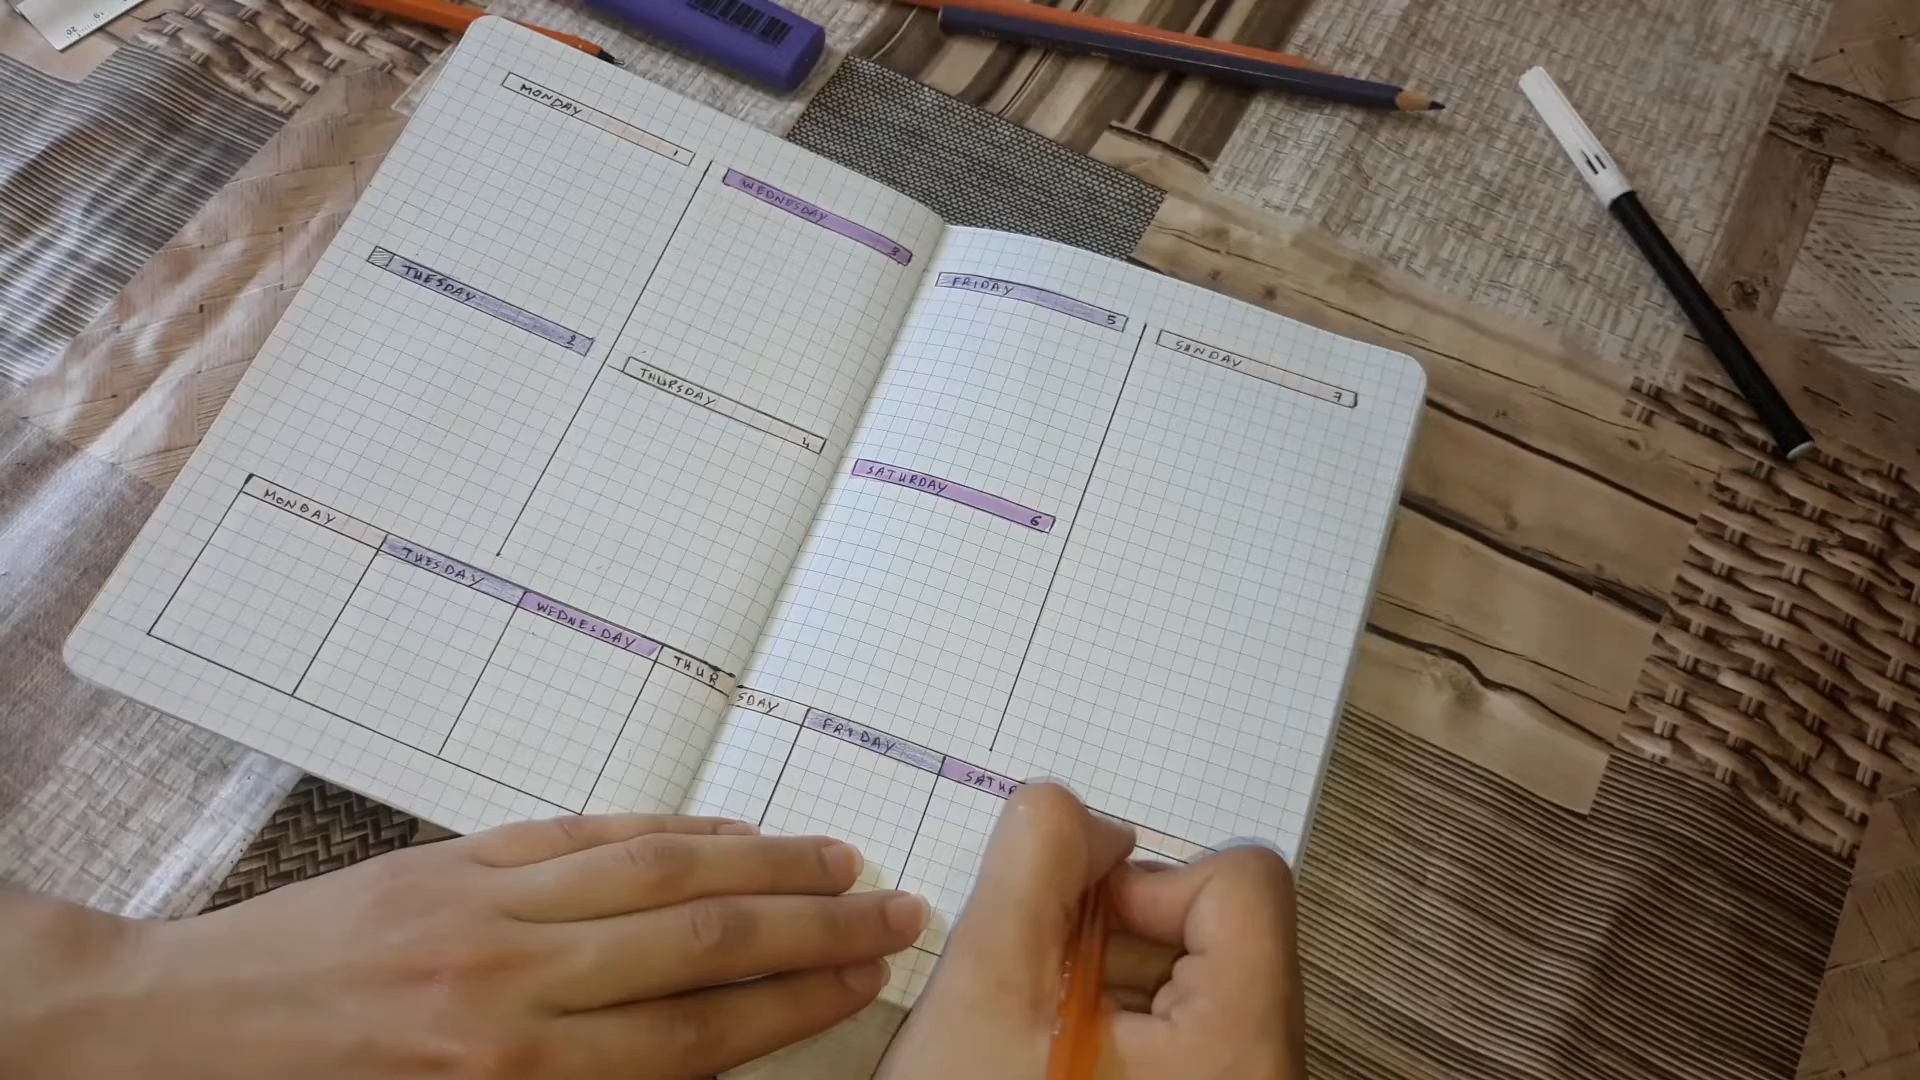 MONDAY 1
TUESDAY 2
WEDNESDAY 3
THURSDAY 4
FRIDAY 5
SATURDAY 6
SUNDAY 7
MONDAY
TUESDAY
WEDNESDAY
THUR
SDAY
FRIDAY
SATUR